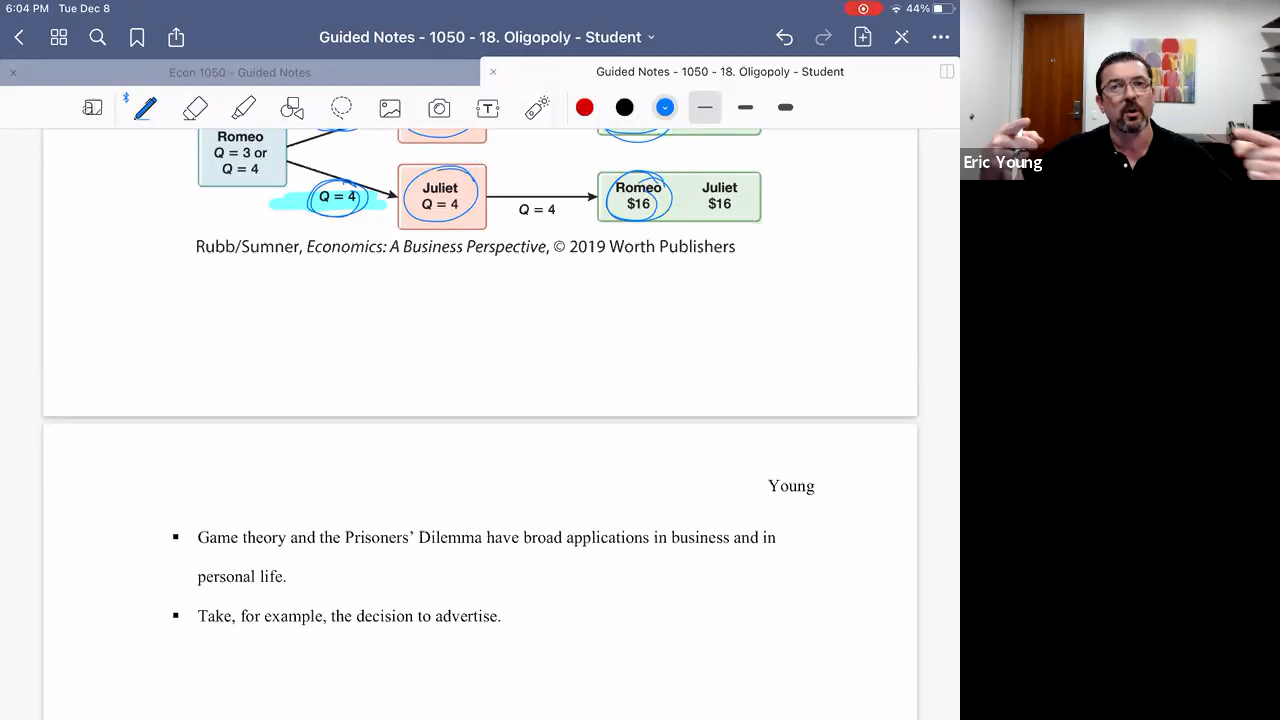 6:04 PM Tue Dec 8
44%
Guided Notes - 1050 - 18. Oligopoly - Student
Econ 1050 - Guided Notes
Guided Notes - 1050 - 18. Oligopoly - Student
Romeo
Q = 3 or
Q = 4
Q = 4
Juliet
Q = 4
Q = 4
Romeo Juliet
$16 $16
Rubb/Sumner, Economics: A Business Perspective, © 2019 Worth Publishers
Young
▪ Game theory and the Prisoners’ Dilemma have broad applications in business and in
personal life.
▪ Take, for example, the decision to advertise.
Eric Young